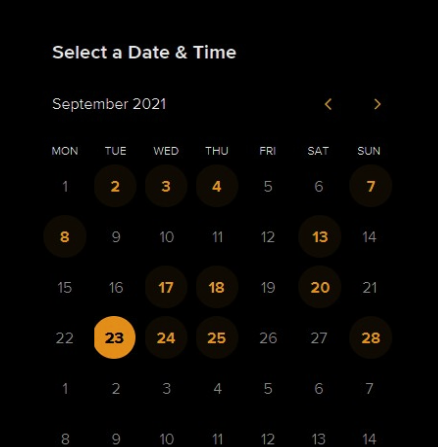 Select a Date & Time
September 2021
MON TUE WED THU FRI SAT SUN
1 2 3 4 5 6 7
8 9 10 11 12 13 14
15 16 17 18 19 20 21
22 23 24 25 26 27 28
1 2 3 4 5 6 7
8 9 10 11 12 13 14